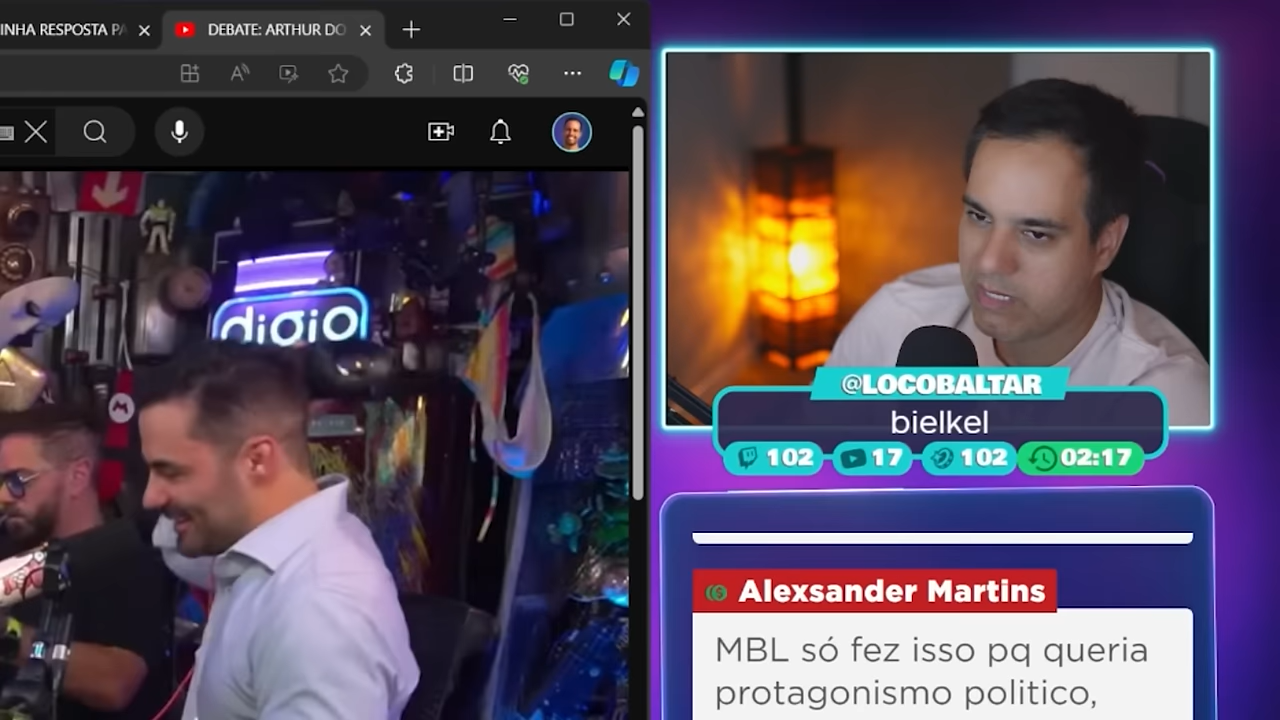 INHA RESPOSTA PA
DEBATE: ARTHUR DO
digio
@LOCOBALTAR
bielkel
102
17
102
02:17
Alexsander Martins
MBL só fez isso pq queria
protagonismo politico,